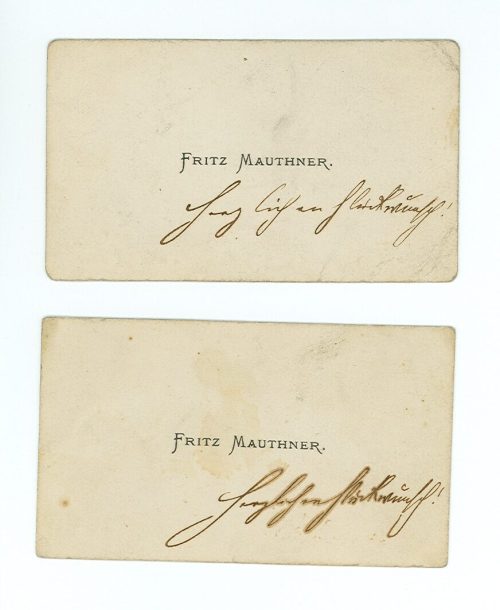 FRITZ MAUTHNER.
Herzlichen Glückwunsch!
FRITZ MAUTHNER.
Herzlichen Glückwunsch!